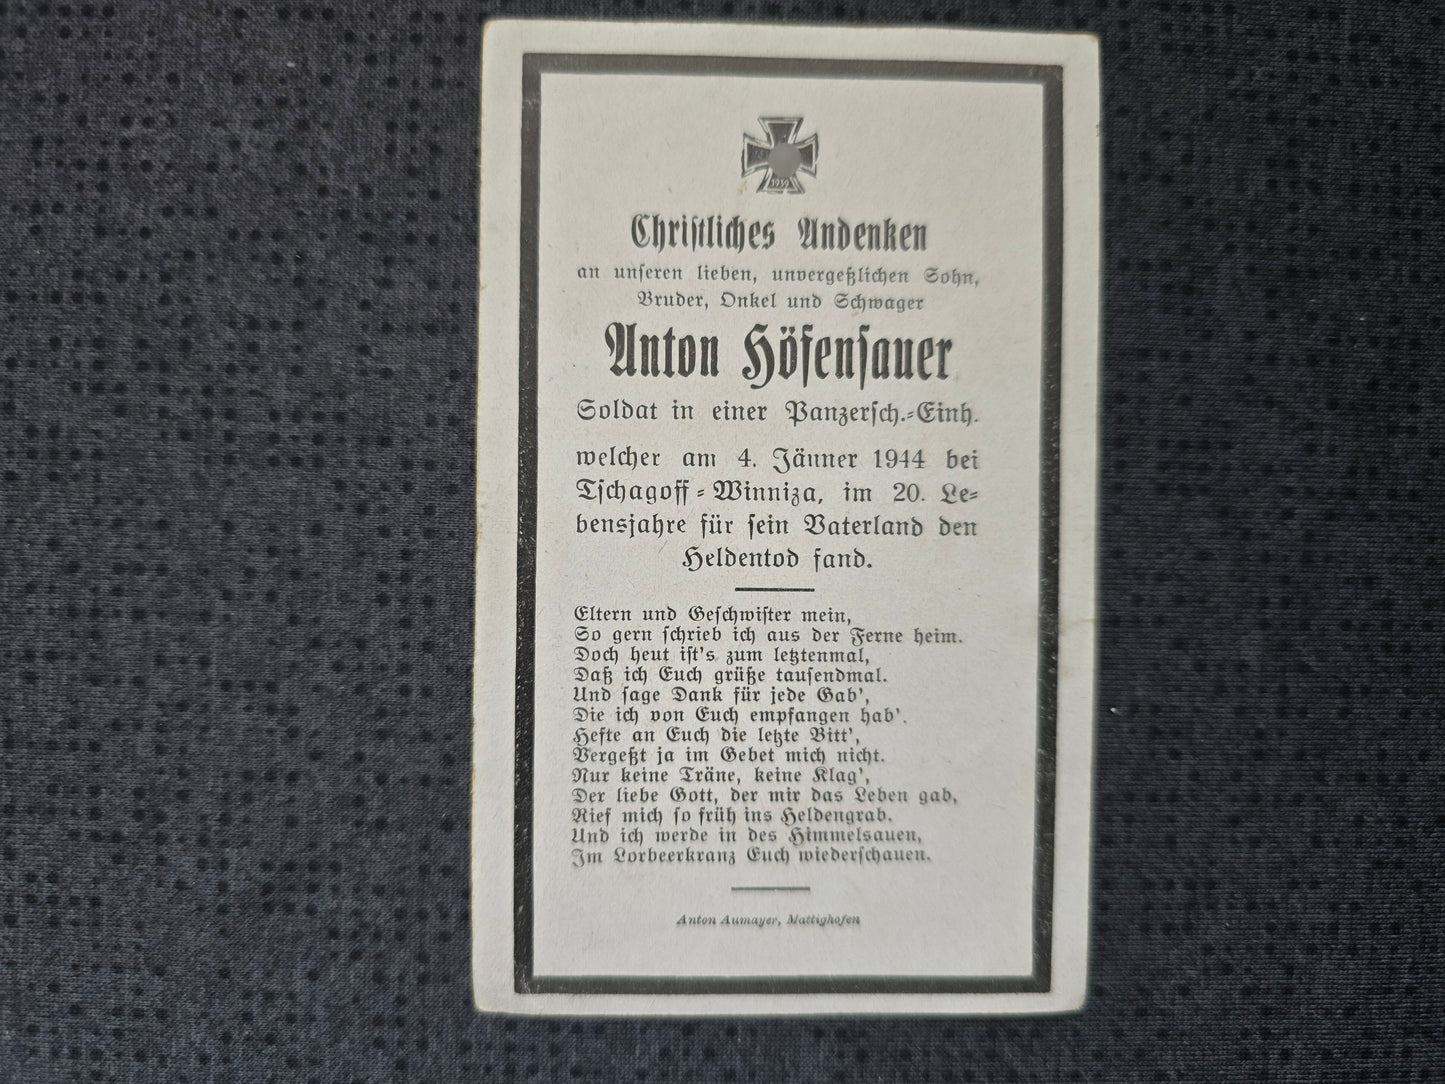 1939
Christliches Andenken
an unseren lieben, unvergeßlichen Sohn,
Bruder, Onkel und Schwager
Anton Höfensauer
Soldat in einer Panzersch.-Einh.
welcher am 4. Jänner 1944 bei
Tschagoff-Winniza, im 20. Le-
bensjahre für sein Vaterland den
Heldentod fand.
Eltern und Geschwister mein,
So gern schrieb ich aus der Ferne heim.
Doch heut ist's zum letztenmal,
Daß ich Euch grüße tausendmal.
Und sage Dank für jede Gab',
Die ich von Euch empfangen hab'.
Hefte an Euch die letzte Bitt',
Vergeßt ja im Gebet mich nicht.
Nur keine Träne, keine Klag',
Der liebe Gott, der mir das Leben gab,
Rief mich so früh ins Heldengrab.
Und ich werde in des Himmelsauen,
Im Lorbeerkranz Euch wiederschauen.
Anton Aumayer, Mattighofen